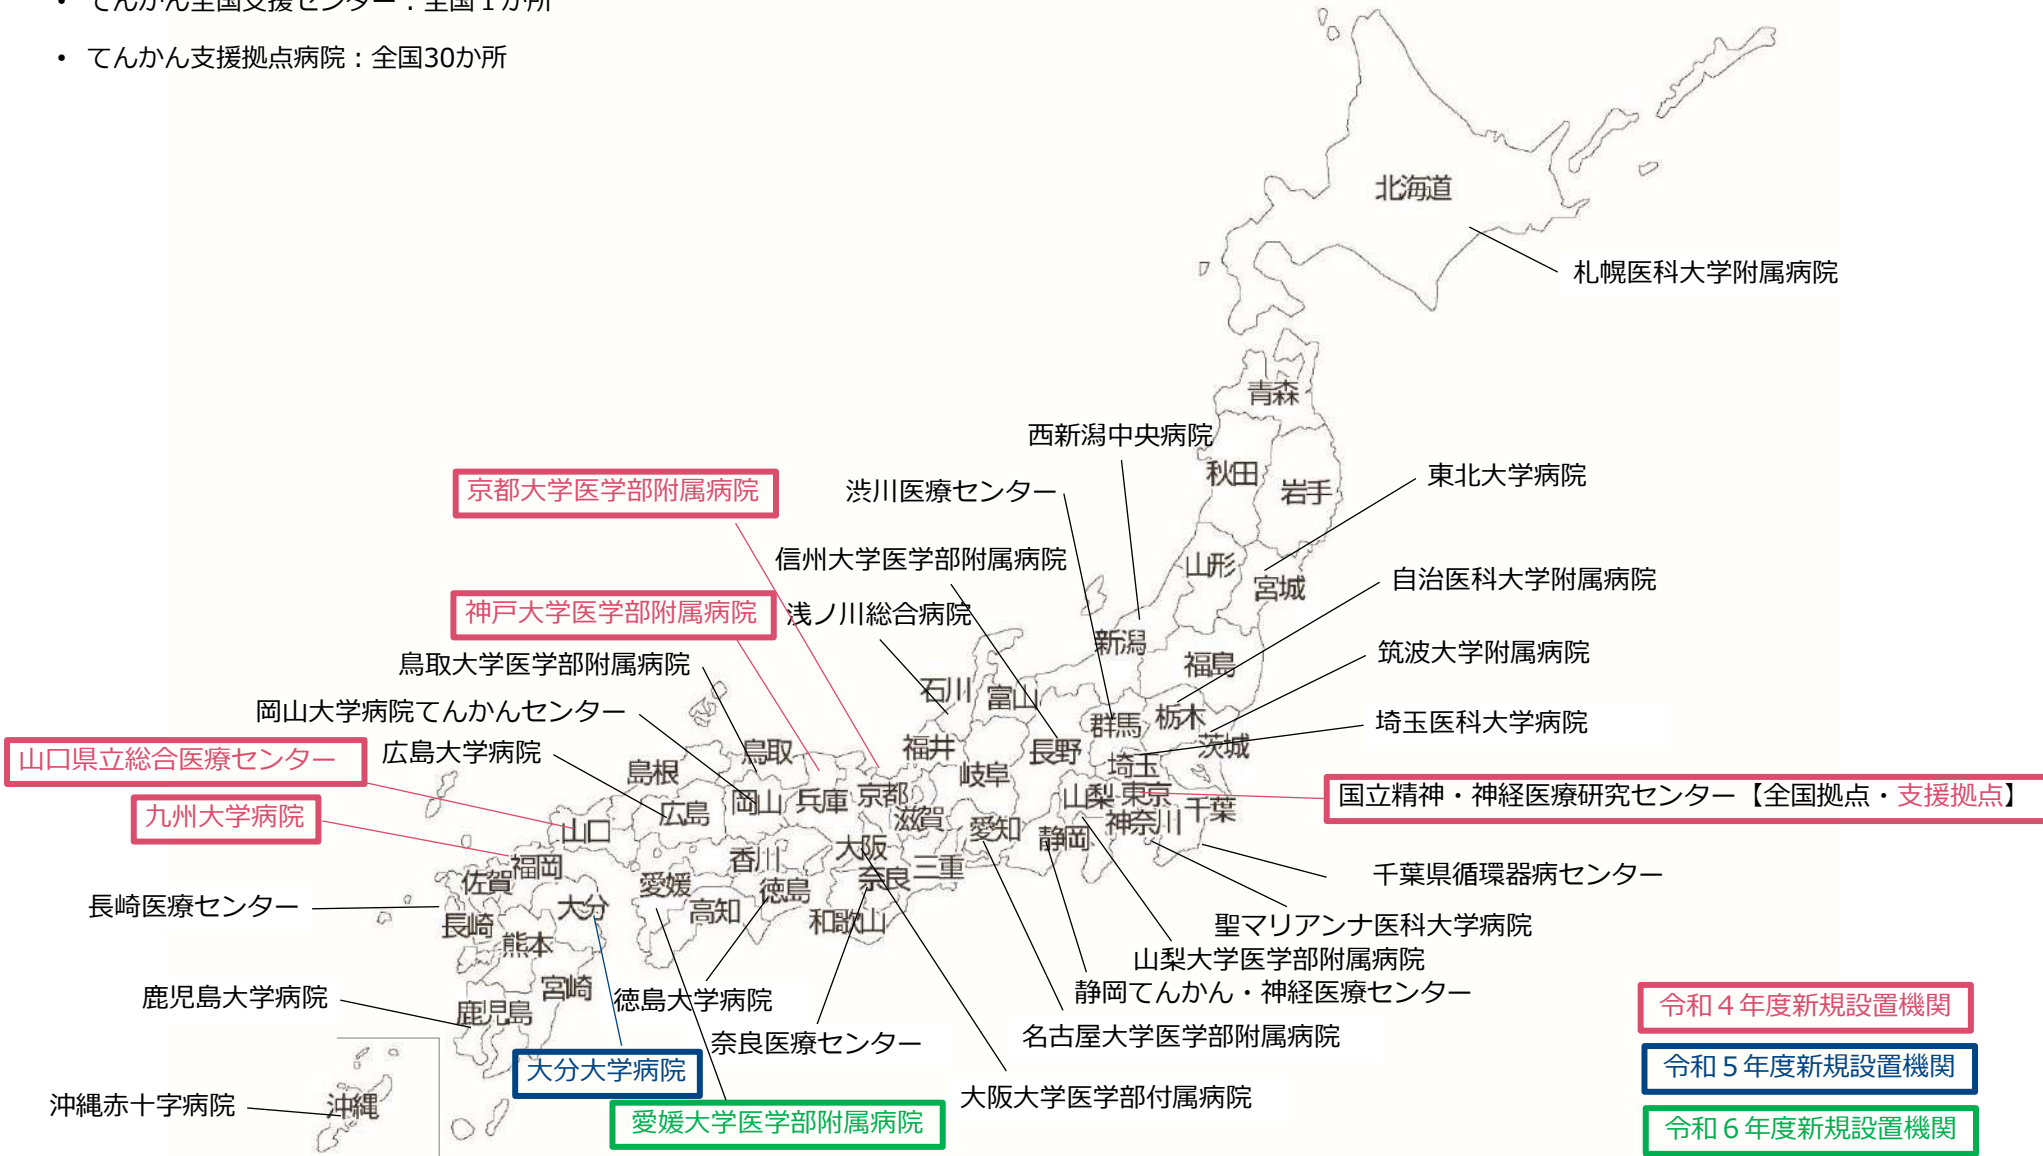 • てんかん全国支援センター：全国１か所
• てんかん支援拠点病院：全国30か所
北海道
札幌医科大学附属病院
青森
西新潟中央病院
秋田
岩手
東北大学病院
京都大学医学部附属病院
渋川医療センター
信州大学医学部附属病院
山形
宮城
自治医科大学附属病院
神戸大学医学部附属病院
浅ノ川総合病院
新潟
福島
筑波大学附属病院
鳥取大学医学部附属病院
石川
富山
岡山大学病院てんかんセンター
群馬
栃木
埼玉医科大学病院
山口県立総合医療センター
広島大学病院
鳥取
福井
長野
茨城
島根
岐阜
埼玉
九州大学病院
広島
岡山
兵庫
京都
滋賀
山梨
東京
千葉
国立精神・神経医療研究センター【全国拠点・支援拠点】
山口
愛知
静岡
神奈川
福岡
香川
大阪
三重
佐賀
愛媛
徳島
奈良
千葉県循環器病センター
長崎医療センター
長崎
大分
高知
和歌山
聖マリアンナ医科大学病院
熊本
山梨大学医学部附属病院
鹿児島大学病院
宮崎
徳島大学病院
静岡てんかん・神経医療センター
鹿児島
奈良医療センター
名古屋大学医学部附属病院
令和４年度新規設置機関
大分大学病院
令和５年度新規設置機関
沖縄赤十字病院
沖縄
大阪大学医学部付属病院
愛媛大学医学部附属病院
令和６年度新規設置機関